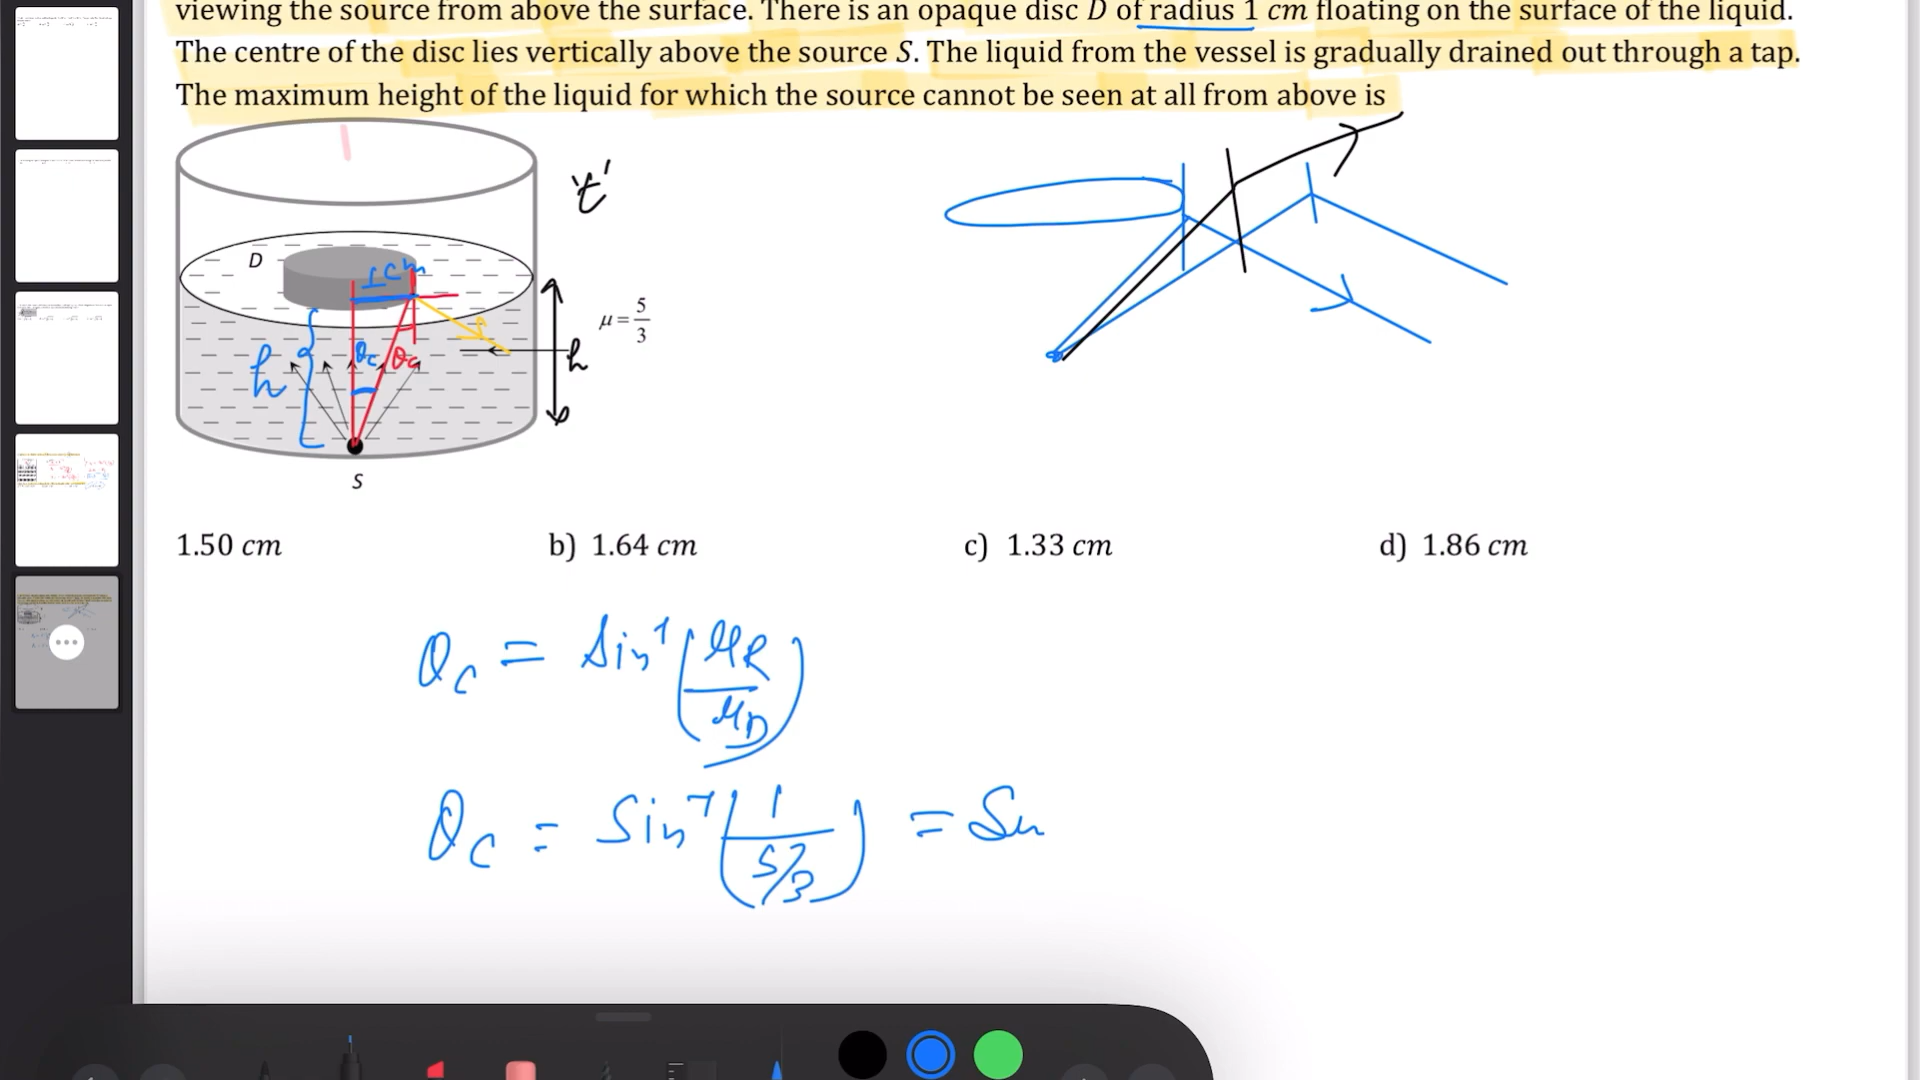 viewing the source from above the surface. There is an opaque disc D of radius 1 cm floating on the surface of the liquid.
The centre of the disc lies vertically above the source S. The liquid from the vessel is gradually drained out through a tap.
The maximum height of the liquid for which the source cannot be seen at all from above is
't'
D
1cm
μ = 5/3
h
h
θc
θc
S
1.50 cm b) 1.64 cm c) 1.33 cm d) 1.86 cm
θc = Sin⁻¹(μR/μD)
θc = Sin⁻¹(1/5/3) = Sin